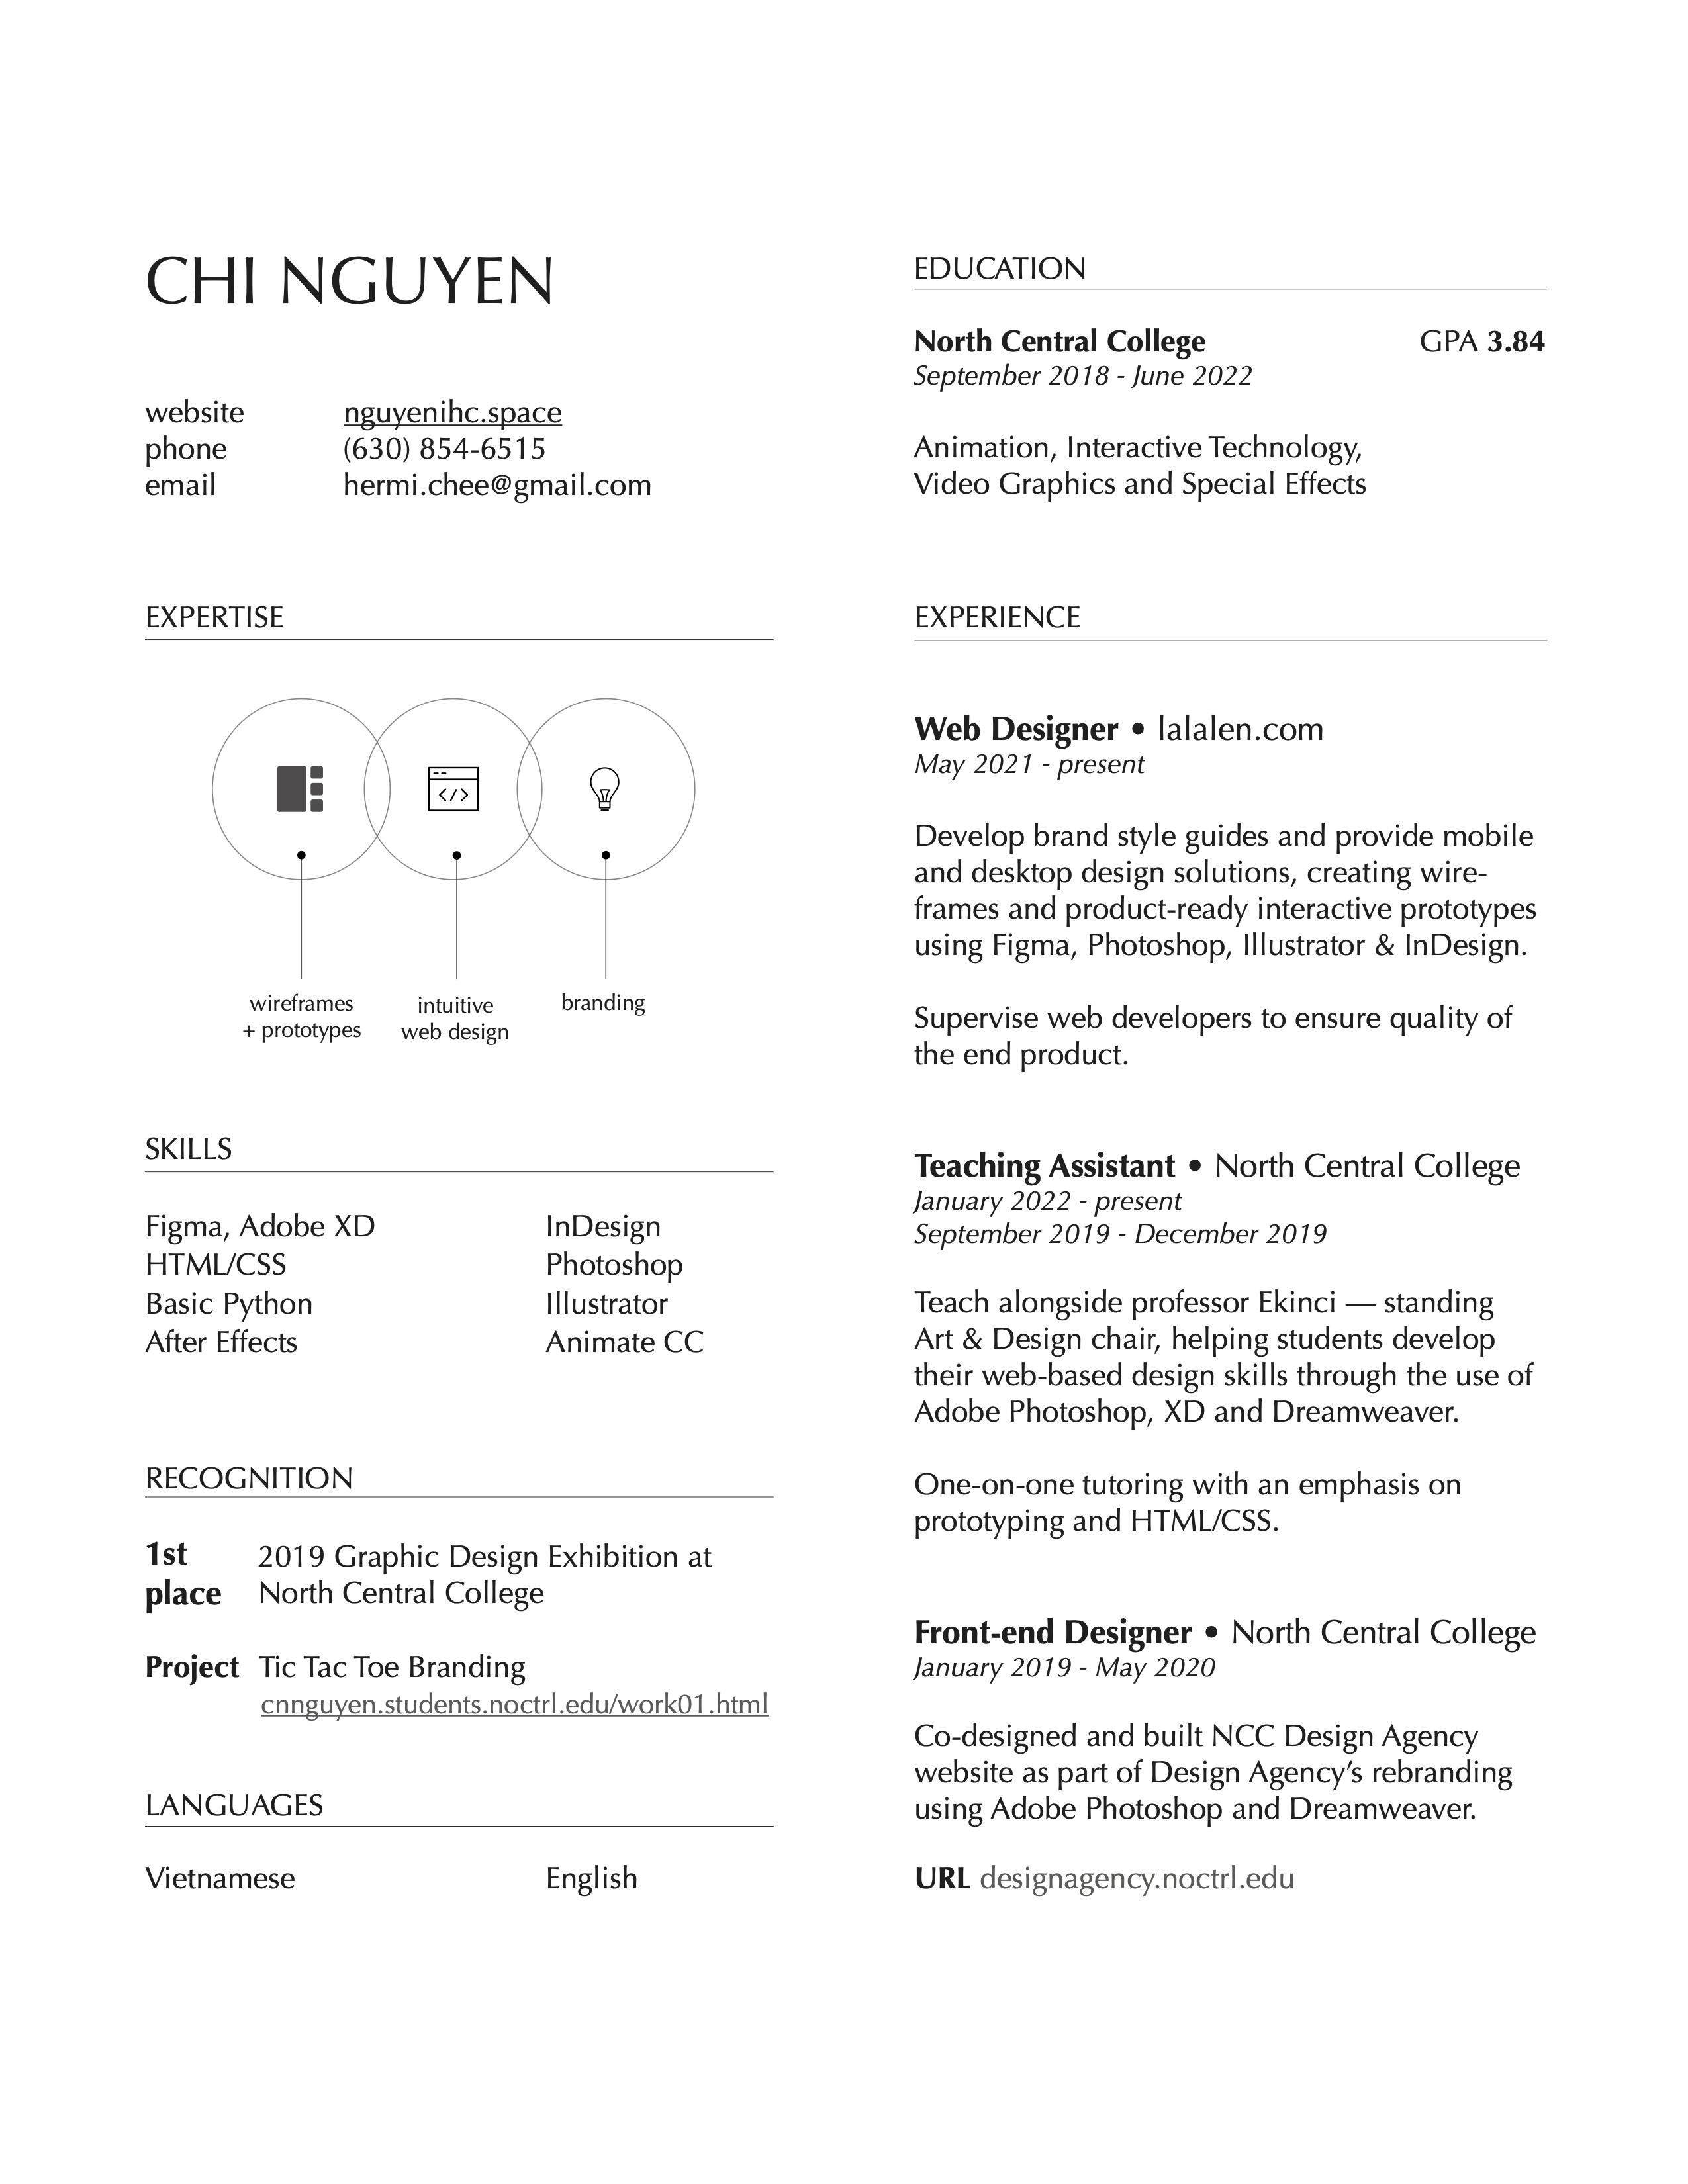 CHI NGUYEN
website nguyenihc.space
phone (630) 854-6515
email hermi.chee@gmail.com
EXPERTISE
wireframes
+ prototypes
intuitive
web design
branding
SKILLS
Figma, Adobe XD InDesign
HTML/CSS Photoshop
Basic Python Illustrator
After Effects Animate CC
RECOGNITION
1st place
2019 Graphic Design Exhibition at
North Central College
Project Tic Tac Toe Branding
cnnguyen.students.noctrl.edu/work01.html
LANGUAGES
Vietnamese English
EDUCATION
North Central College GPA 3.84
September 2018 - June 2022
Animation, Interactive Technology,
Video Graphics and Special Effects
EXPERIENCE
Web Designer • lalalen.com
May 2021 - present
Develop brand style guides and provide mobile
and desktop design solutions, creating wire-
frames and product-ready interactive prototypes
using Figma, Photoshop, Illustrator & InDesign.
Supervise web developers to ensure quality of
the end product.
Teaching Assistant • North Central College
January 2022 - present
September 2019 - December 2019
Teach alongside professor Ekinci — standing
Art & Design chair, helping students develop
their web-based design skills through the use of
Adobe Photoshop, XD and Dreamweaver.
One-on-one tutoring with an emphasis on
prototyping and HTML/CSS.
Front-end Designer • North Central College
January 2019 - May 2020
Co-designed and built NCC Design Agency
website as part of Design Agency’s rebranding
using Adobe Photoshop and Dreamweaver.
URL designagency.noctrl.edu